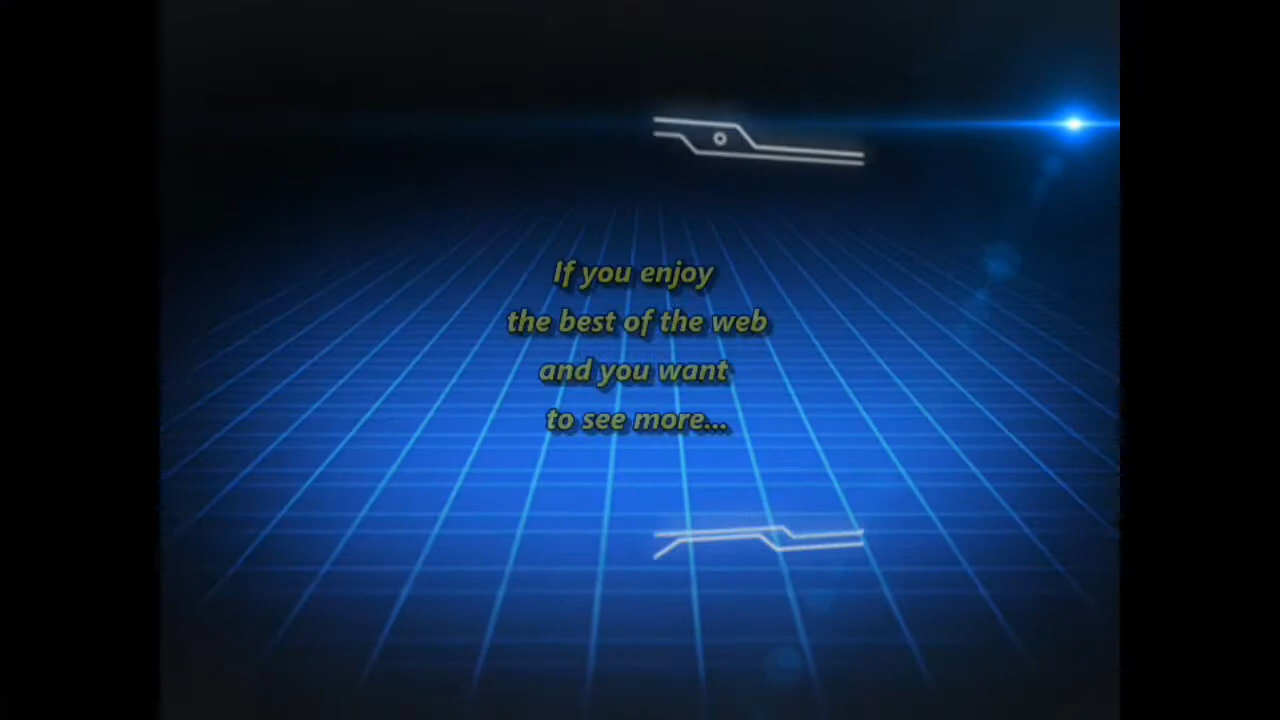 If you enjoy
the best of the web
and you want
to see more...